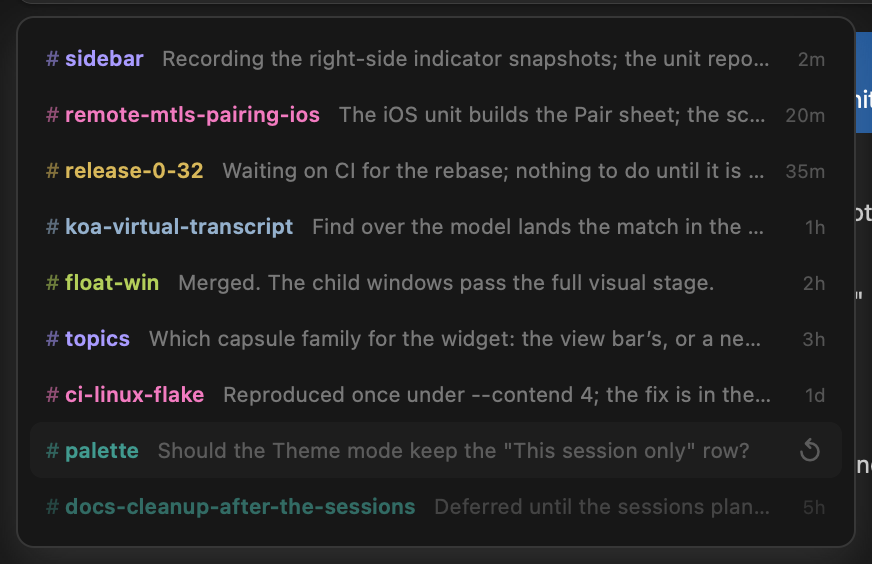 # sidebar Recording the right-side indicator snapshots; the unit repo... 2m
# remote-mtls-pairing-ios The iOS unit builds the Pair sheet; the sc... 20m
# release-0-32 Waiting on CI for the rebase; nothing to do until it is ... 35m
# koa-virtual-transcript Find over the model lands the match in the ... 1h
# float-win Merged. The child windows pass the full visual stage. 2h
# topics Which capsule family for the widget: the view bar’s, or a ne... 3h
# ci-linux-flake Reproduced once under --contend 4; the fix is in the... 1d
# palette Should the Theme mode keep the "This session only" row?
# docs-cleanup-after-the-sessions Deferred until the sessions plan... 5h